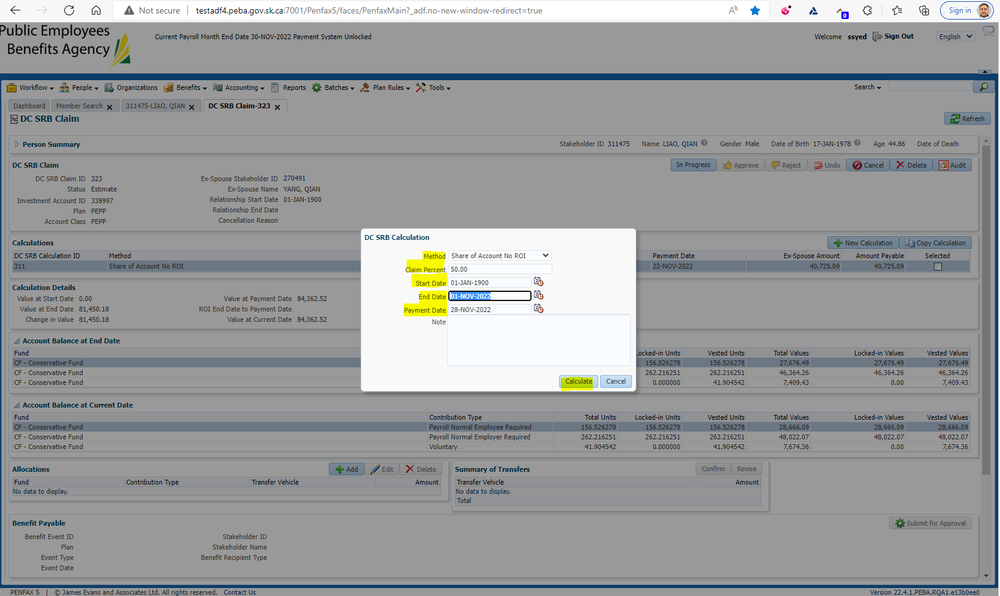 Not secure testadf4.peba.gov.sk.ca:7001/Penfax5/faces/PenfaxMain?_adf.no-new-window-redirect=true A)) 0 Sign in
Public Employees
Benefits Agency
Current Payroll Month End Date 30-NOV-2022 Payment System Unlocked
Welcome ssyed Sign Out English
Workflow People Organizations Benefits Accounting Reports Batches Plan Rules Tools Search
Dashboard Member Search 311475-LIAO, QIAN DC SRB Claim-323
DC SRB Claim Refresh
Person Summary Stakeholder ID 311475 Name LIAO, QIAN Gender Male Date of Birth 17-JAN-1978 Age 44.86 Date of Death
DC SRB Claim In Progress Approve Reject Undo Cancel Delete Audit
DC SRB Claim ID 323 Ex-Spouse Stakeholder ID 270491
Status Estimate Ex-Spouse Name YANG, QIAN
Investment Account ID 338997 Relationship Start Date 01-JAN-1900
Plan PEPP Relationship End Date
Account Class PEPP Cancellation Reason
Calculations New Calculation Copy Calculation
DC SRB Calculation ID Method Payment Date Ex-Spouse Amount Amount Payable Selected
311 Share of Account No ROI 22-NOV-2022 40,725.09 40,725.09
Calculation Details
Value at Start Date 0.00 Value at Payment Date 84,362.52
Value at End Date 81,450.18 ROI End Date to Payment Date
Change in Value 81,450.18 Value at Current Date 84,362.52
DC SRB Calculation
Method Share of Account No ROI
Claim Percent 50.00
Start Date 01-JAN-1900
End Date 01-NOV-2022
Payment Date 28-NOV-2022
Note
Calculate Cancel
Account Balance at End Date
Fund Locked-in Units Vested Units Total Values Locked-in Values Vested Values
CF - Conservative Fund 156.526278 156.526278 27,676.49 27,676.49 27,676.49
CF - Conservative Fund 262.216251 262.216251 46,364.26 46,364.26 46,364.26
CF - Conservative Fund 0.000000 41.904542 7,409.43 0.00 7,409.43
Account Balance at Current Date
Fund Contribution Type Total Units Locked-in Units Vested Units Total Values Locked-in Values Vested Values
CF - Conservative Fund Payroll Normal Employee Required 156.526278 156.526278 156.526278 28,666.09 28,666.09 28,666.09
CF - Conservative Fund Payroll Normal Employer Required 262.216251 262.216251 262.216251 48,022.07 48,022.07 48,022.07
CF - Conservative Fund Voluntary 41.904542 0.000000 41.904542 7,674.36 0.00 7,674.36
Allocations Add Edit Delete
Fund Contribution Type Transfer Vehicle Amount
No data to display.
Summary of Transfers Confirm Revise
Transfer Vehicle Amount
No data to display.
Total
Benefit Payable Submit for Approval
Benefit Event ID Stakeholder ID
Plan Stakeholder Name
Event Type Benefit Recipient Type
Event Date
PENFAX 5 | © James Evans and Associates Ltd. All rights reserved. Contact Us Version 22.4.1.PEBA.RQA1.e13b0ee0